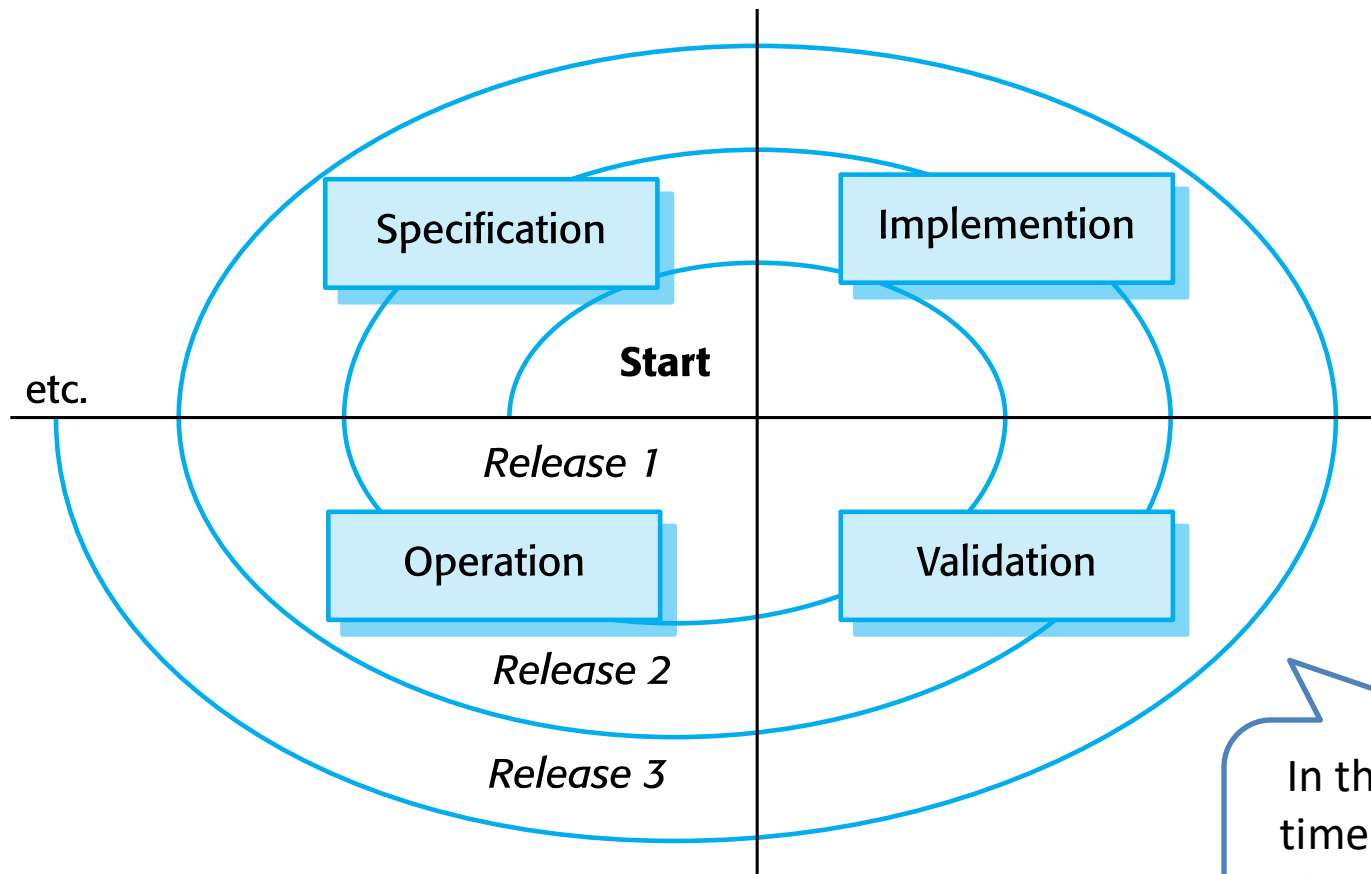 Specification
Implemention
Start
etc.
Release 1
Operation
Validation
Release 2
Release 3
In th
time